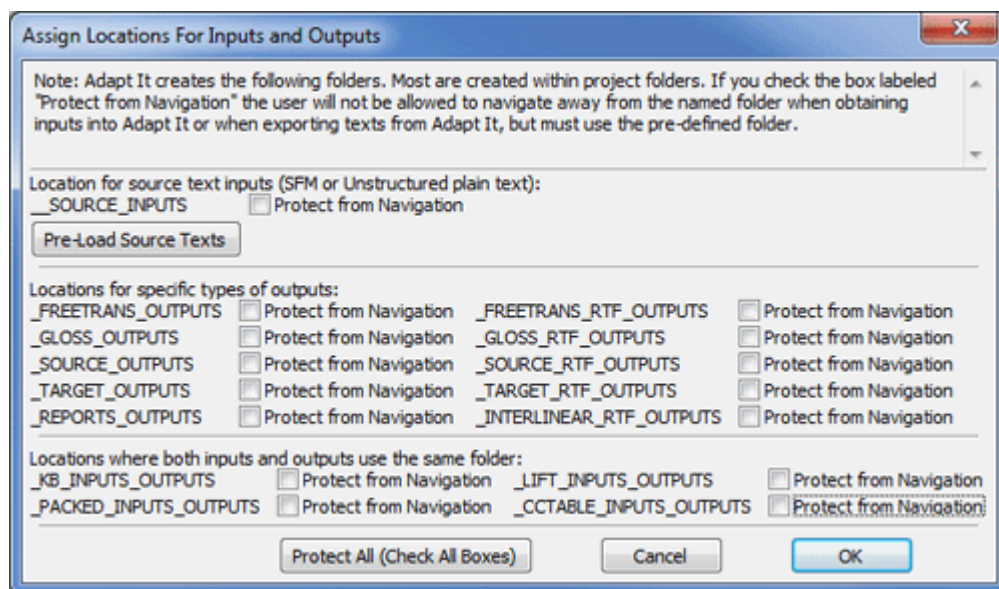 Assign Locations For Inputs and Outputs
Note: Adapt It creates the following folders. Most are created within project folders. If you check the box labeled
"Protect from Navigation" the user will not be allowed to navigate away from the named folder when obtaining
inputs into Adapt It or when exporting texts from Adapt It, but must use the pre-defined folder.
Location for source text inputs (SFM or Unstructured plain text):
__SOURCE_INPUTS Protect from Navigation
Pre-Load Source Texts
Locations for specific types of outputs:
_FREETRANS_OUTPUTS Protect from Navigation _FREETRANS_RTF_OUTPUTS Protect from Navigation
_GLOSS_OUTPUTS Protect from Navigation _GLOSS_RTF_OUTPUTS Protect from Navigation
_SOURCE_OUTPUTS Protect from Navigation _SOURCE_RTF_OUTPUTS Protect from Navigation
_TARGET_OUTPUTS Protect from Navigation _TARGET_RTF_OUTPUTS Protect from Navigation
_REPORTS_OUTPUTS Protect from Navigation _INTERLINEAR_RTF_OUTPUTS Protect from Navigation
Locations where both inputs and outputs use the same folder:
_KB_INPUTS_OUTPUTS Protect from Navigation _LIFT_INPUTS_OUTPUTS Protect from Navigation
_PACKED_INPUTS_OUTPUTS Protect from Navigation _CCTABLE_INPUTS_OUTPUTS Protect from Navigation
Protect All (Check All Boxes) Cancel OK